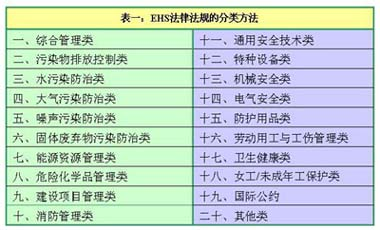 表一：EHS法律法规的分类方法
一、综合管理类
十一、通用安全技术类
二、污染物排放控制类
十二、特种设备类
三、水污染防治类
十三、机械安全类
四、大气污染防治类
十四、电气安全类
五、噪声污染防治类
十五、防护用品类
六、固体废弃物污染防治类
十六、劳动用工与工伤管理类
七、能源资源管理类
十七、卫生健康类
八、危险化学品管理类
十八、女工/未成年工保护类
九、建设项目管理类
十九、国际公约
十、消防管理类
二十、其他类